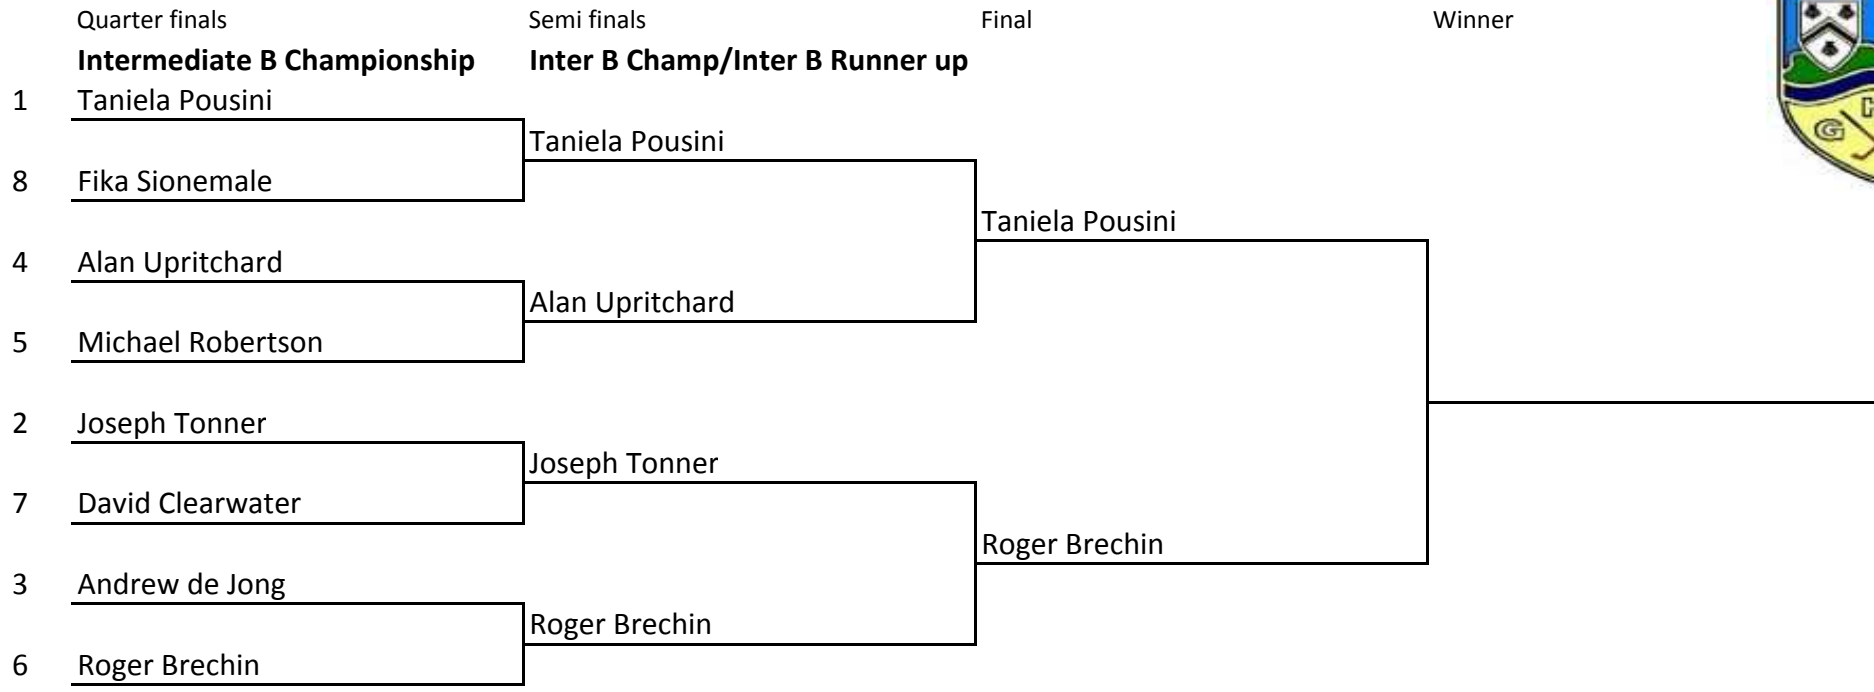 Quarter finals Semi finals Final Winner
Intermediate B Championship Inter B Champ/Inter B Runner up
1 Taniela Pousini
Taniela Pousini
8 Fika Sionemale
Taniela Pousini
4 Alan Upritchard
Alan Upritchard
5 Michael Robertson
2 Joseph Tonner
Joseph Tonner
7 David Clearwater
Roger Brechin
3 Andrew de Jong
Roger Brechin
6 Roger Brechin
G H